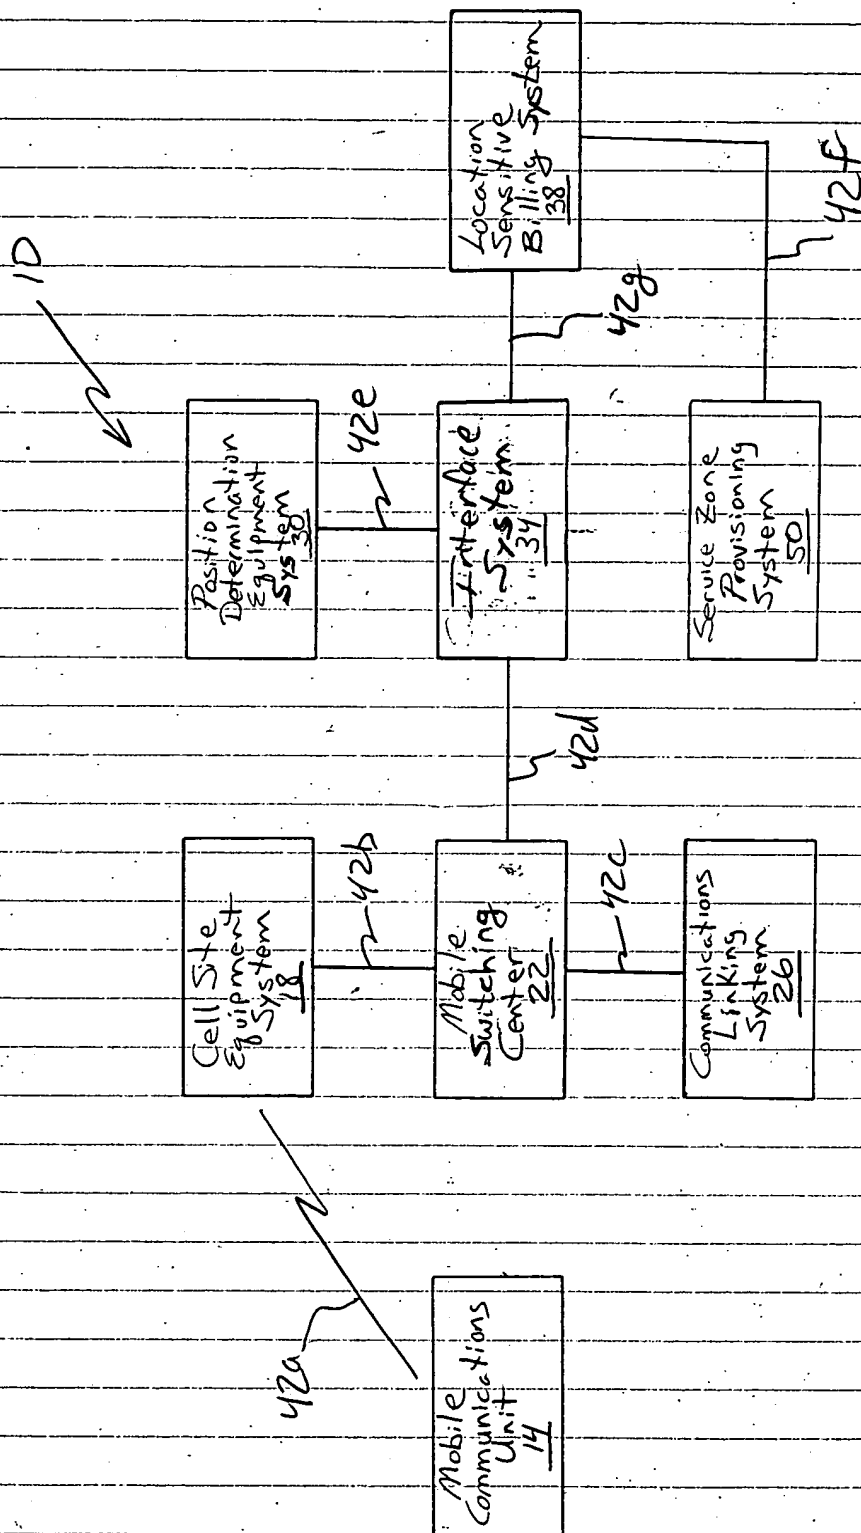 10
Cell Site
Equipment
System
18
Position
Determination
Equipment
System
30
42a
42b
42e
Mobile
Communications
Unit
14
Mobile
Switching
Center
22
Interface
System
34
Location
Sensitive
Billing System
38
42d
42g
42c
Communications
Linking
System
26
Service Zone
Provisioning
System
50
42f